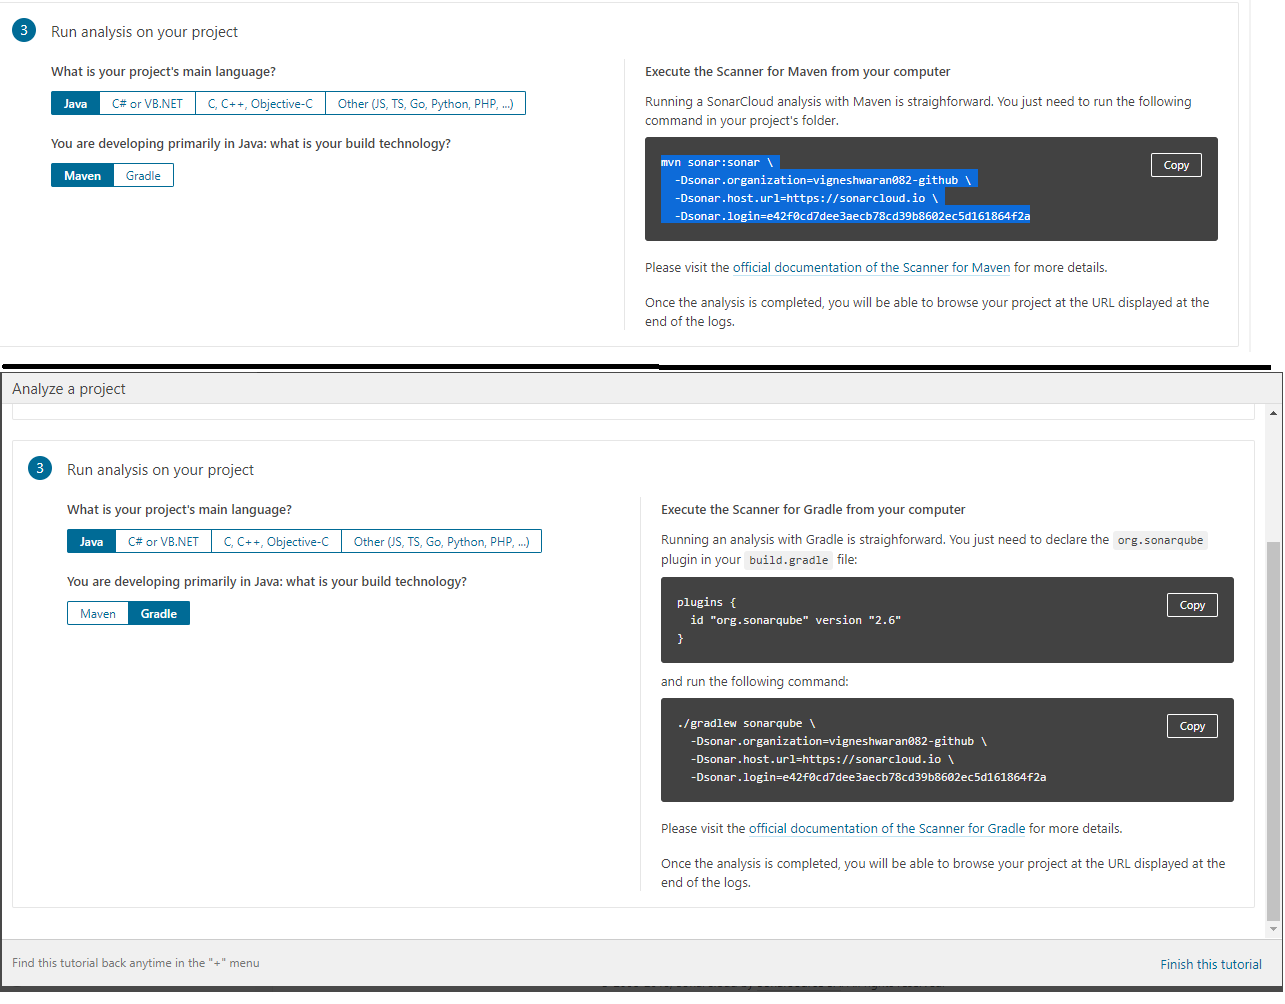 3 Run analysis on your project
What is your project's main language?
Java C# or VB.NET C, C++, Objective-C Other (JS, TS, Go, Python, PHP, ...)
You are developing primarily in Java: what is your build technology?
Maven Gradle
Execute the Scanner for Maven from your computer
Running a SonarCloud analysis with Maven is straighforward. You just need to run the following
command in your project's folder.
Copy
mvn sonar:sonar \
-Dsonar.organization=vigneshwaran082-github \
-Dsonar.host.url=https://sonarcloud.io \
-Dsonar.login=e42f0cd7dee3aecb78cd39b8602ec5d161864f2a
Please visit the official documentation of the Scanner for Maven for more details.
Once the analysis is completed, you will be able to browse your project at the URL displayed at the
end of the logs.
Analyze a project
3 Run analysis on your project
What is your project's main language?
Java C# or VB.NET C, C++, Objective-C Other (JS, TS, Go, Python, PHP, ...)
You are developing primarily in Java: what is your build technology?
Maven Gradle
Execute the Scanner for Gradle from your computer
Running an analysis with Gradle is straighforward. You just need to declare the org.sonarqube
plugin in your build.gradle file:
Copy
plugins {
id "org.sonarqube" version "2.6"
}
and run the following command:
Copy
./gradlew sonarqube \
-Dsonar.organization=vigneshwaran082-github \
-Dsonar.host.url=https://sonarcloud.io \
-Dsonar.login=e42f0cd7dee3aecb78cd39b8602ec5d161864f2a
Please visit the official documentation of the Scanner for Gradle for more details.
Once the analysis is completed, you will be able to browse your project at the URL displayed at the
end of the logs.
Find this tutorial back anytime in the "+" menu
Finish this tutorial